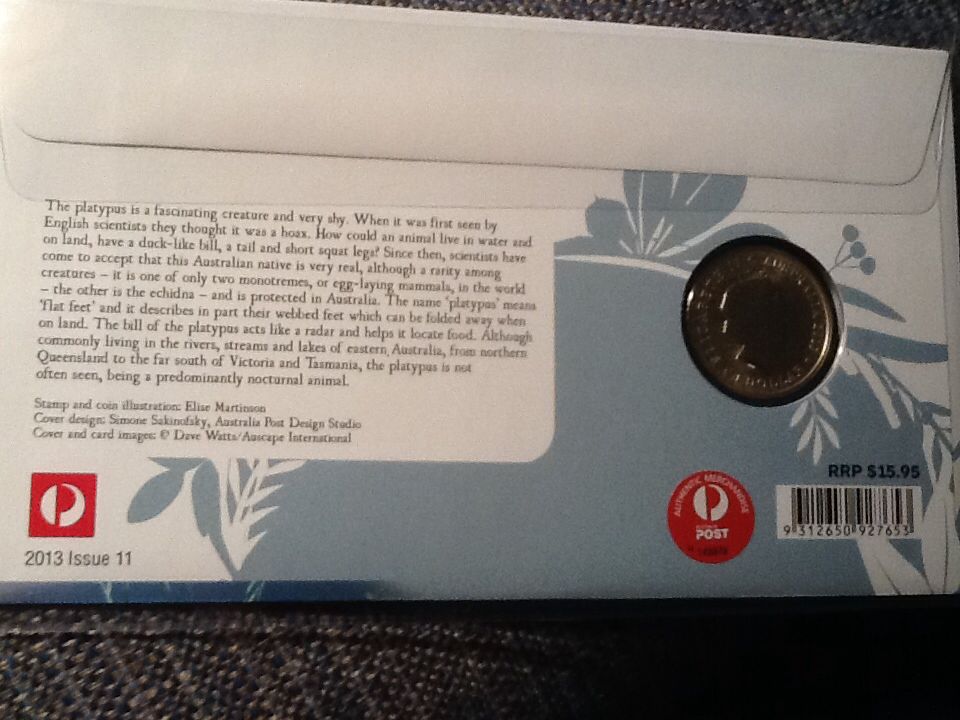 The platypus is a fascinating creature and very shy. When it was first seen by
English scientists they thought it was a hoax. How could an animal live in water and
on land, have a duck-like bill, a tail and short squat legs? Since then, scientists have
come to accept that this Australian native is very real, although a rarity among
creatures – it is one of only two monotremes, or egg-laying mammals, in the world
– the other is the echidna – and is protected in Australia. The name 'platypus' means
'flat feet' and it describes in part their webbed feet which can be folded away when
on land. The bill of the platypus acts like a radar and helps it locate food. Although
commonly living in the rivers, streams and lakes of eastern Australia, from northern
Queensland to the far south of Victoria and Tasmania, the platypus is not
often seen, being a predominantly nocturnal animal.
Stamp and coin illustration: Elise Martinson
Cover design: Simone Sakinofsky, Australia Post Design Studio
Cover and card images: © Dave Watts/Auscape International
2013 Issue 11
AUTHENTIC MERCHANDISE
POST
RRP $15.95
9 312650 927653